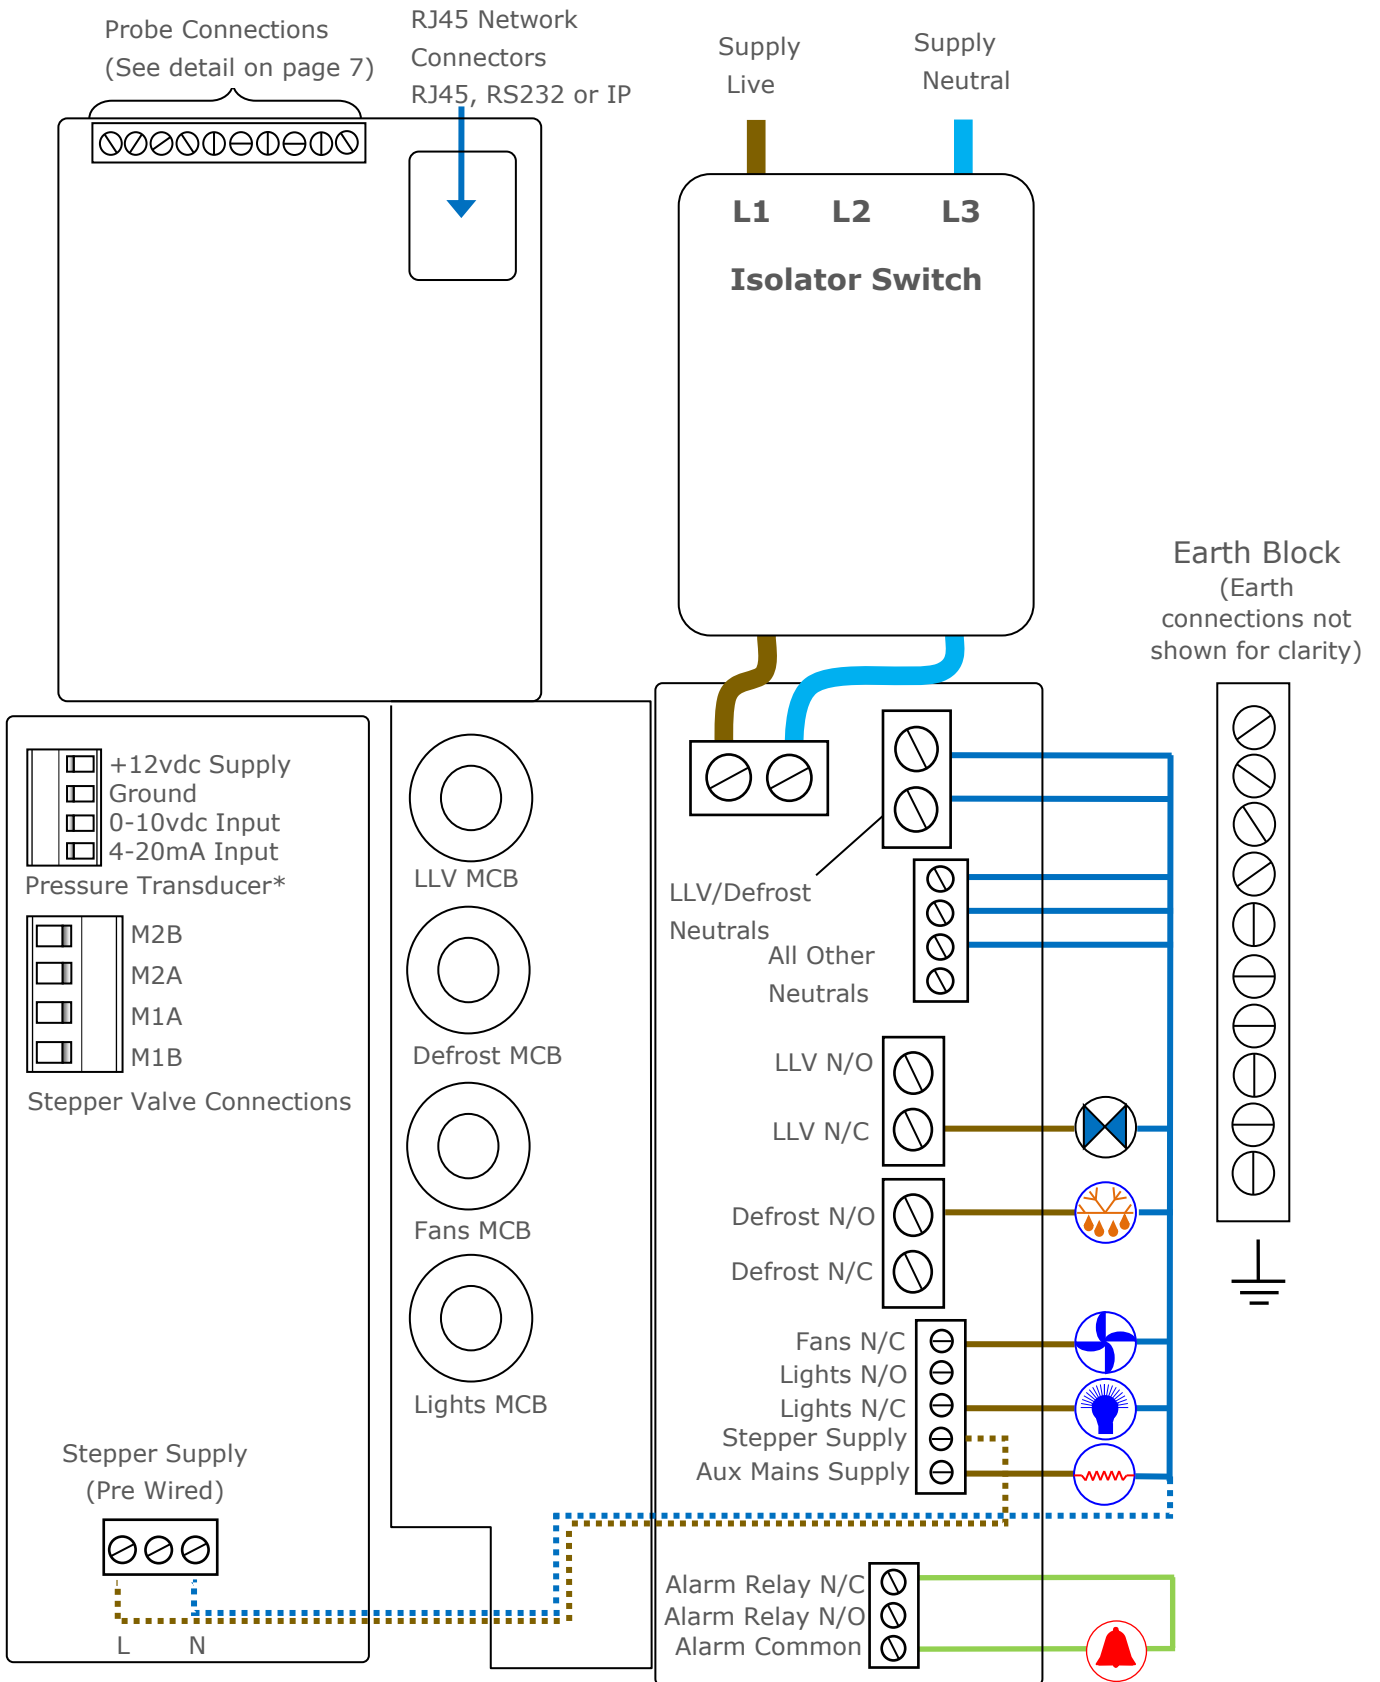 Probe Connections
(See detail on page 7)
RJ45 Network
Connectors
RJ45, RS232 or IP
Supply
Live
Supply
Neutral
L1 L2 L3
Isolator Switch
Earth Block
(Earth
connections not
shown for clarity)
+12vdc Supply
Ground
0-10vdc Input
4-20mA Input
Pressure Transducer*
M2B
M2A
M1A
M1B
Stepper Valve Connections
Stepper Supply
(Pre Wired)
L N
LLV MCB
Defrost MCB
Fans MCB
Lights MCB
LLV/Defrost
Neutrals
All Other
Neutrals
LLV N/O
LLV N/C
Defrost N/O
Defrost N/C
Fans N/C
Lights N/O
Lights N/C
Stepper Supply
Aux Mains Supply
Alarm Relay N/C
Alarm Relay N/O
Alarm Common